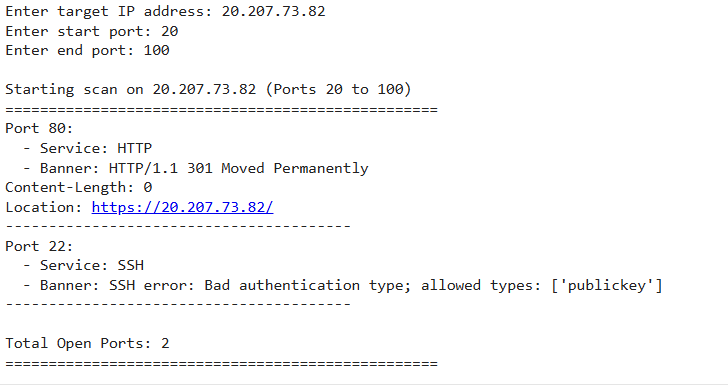 Enter target IP address: 20.207.73.82
Enter start port: 20
Enter end port: 100
Starting scan on 20.207.73.82 (Ports 20 to 100)
==================================================
Port 80:
- Service: HTTP
- Banner: HTTP/1.1 301 Moved Permanently
Content-Length: 0
Location: https://20.207.73.82/
----------------------------------------
Port 22:
- Service: SSH
- Banner: SSH error: Bad authentication type; allowed types: ['publickey']
----------------------------------------
Total Open Ports: 2
==================================================